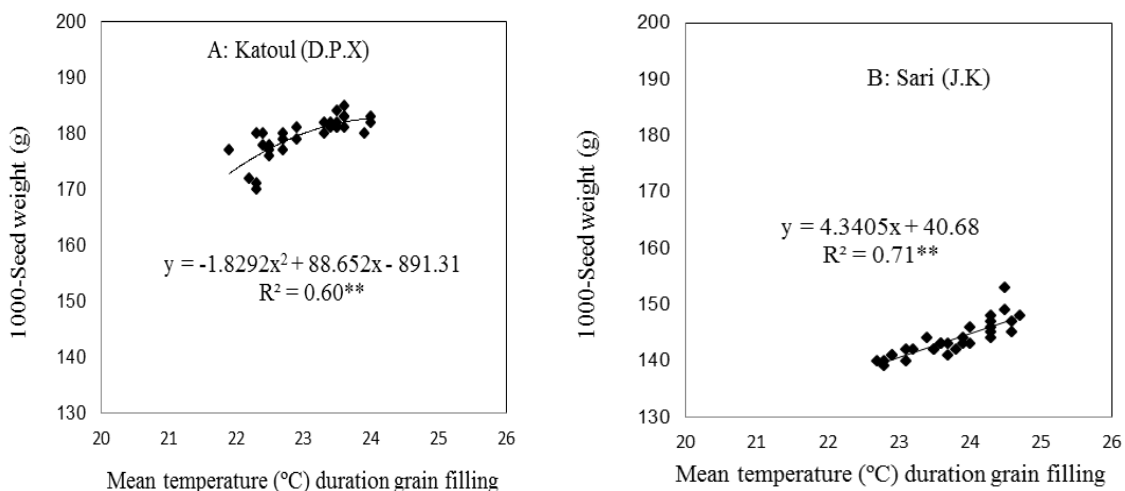 A: Katoul (D.P.X)
1000-Seed weight (g)
200
190
180
170
160
150
140
130
y = -1.8292x² + 88.652x - 891.31
R² = 0.60**
20 21 22 23 24 25 26
Mean temperature (ºC) duration grain filling
B: Sari (J.K)
1000-Seed weight (g)
200
190
180
170
160
150
140
130
y = 4.3405x + 40.68
R² = 0.71**
20 21 22 23 24 25 26
Mean temperature (ºC) duration grain filling